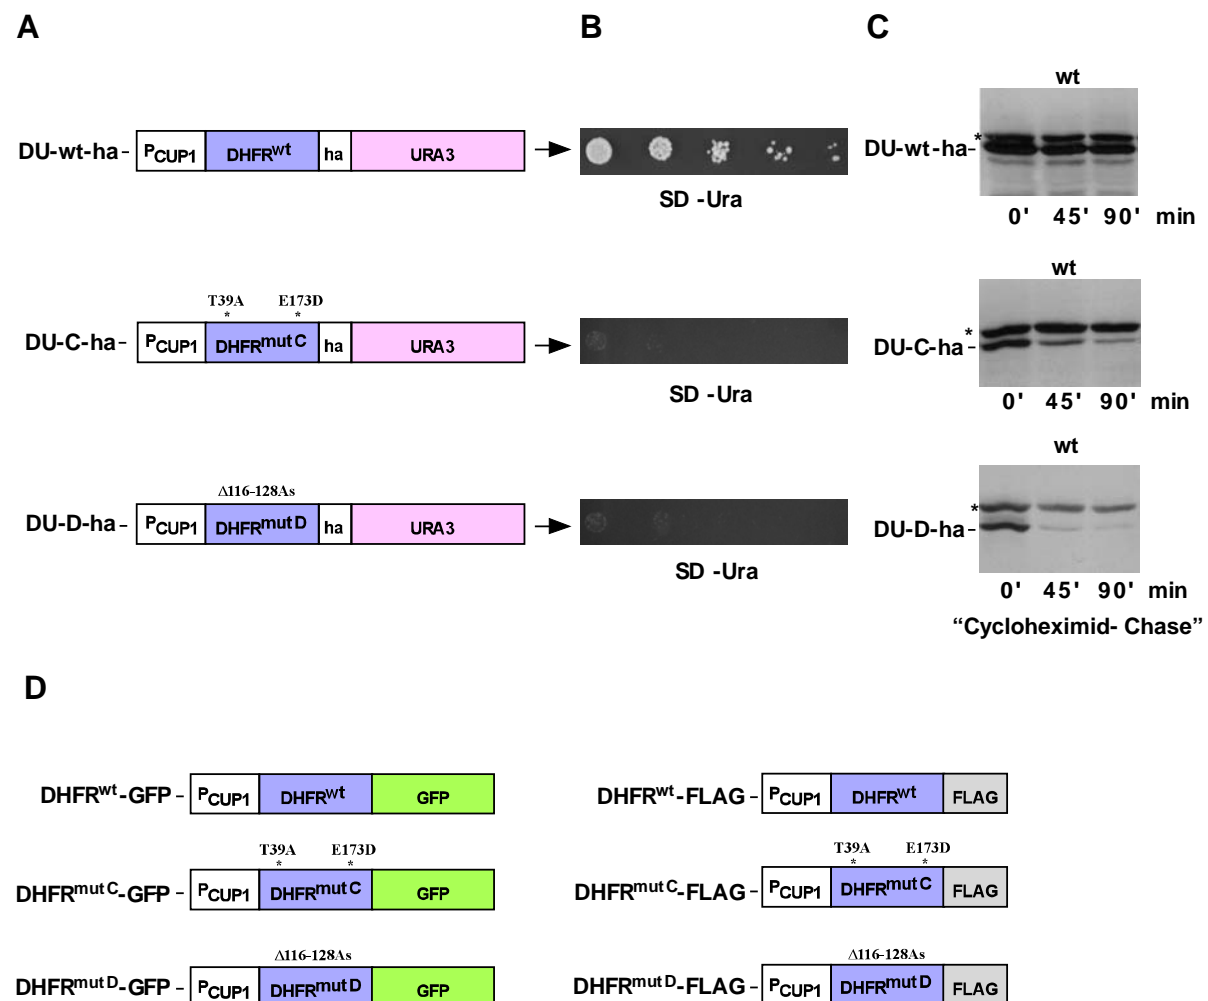 A
B
C
wt
DU-wt-ha-
PCUP1
DHFRwt
ha
URA3
SD -Ura
*
DU-wt-ha-
0' 45' 90' min
wt
T39A
E173D
*
*
DU-C-ha-
PCUP1
DHFRmut C
ha
URA3
SD -Ura
*
DU-C-ha-
0' 45' 90' min
wt
Δ116-128As
DU-D-ha-
PCUP1
DHFRmut D
ha
URA3
SD -Ura
*
DU-D-ha-
0' 45' 90' min
“Cycloheximid- Chase”
D
DHFRwt-GFP -
PCUP1
DHFRwt
GFP
DHFRwt-FLAG -
PCUP1
DHFRwt
FLAG
T39A
E173D
*
*
DHFRmut C-GFP -
PCUP1
DHFRmut C
GFP
T39A
E173D
*
*
DHFRmut C-FLAG -
PCUP1
DHFRmut C
FLAG
Δ116-128As
DHFRmut D-GFP -
PCUP1
DHFRmut D
GFP
Δ116-128As
DHFRmut D-FLAG -
PCUP1
DHFRmut D
FLAG